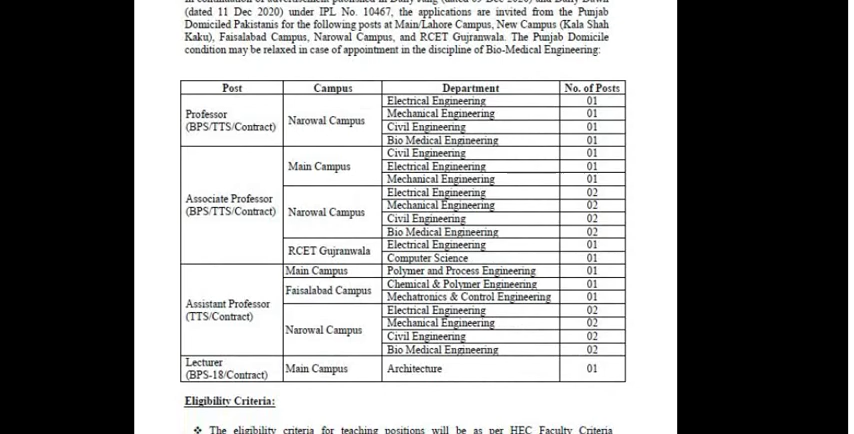 (dated 11 Dec 2020) under IPL No. 10467, the applications are invited from the Punjab
Domiciled Pakistanis for the following posts at Main/Lahore Campus, New Campus (Kala Shah
Kaku), Faisalabad Campus, Narowal Campus, and RCET Gujranwala. The Punjab Domicile
condition may be relaxed in case of appointment in the discipline of Bio-Medical Engineering:
Post Campus Department No. of Posts
Professor (BPS/TTS/Contract) Narowal Campus Electrical Engineering 01
Mechanical Engineering 01
Civil Engineering 01
Bio Medical Engineering 01
Associate Professor (BPS/TTS/Contract) Main Campus Civil Engineering 01
Electrical Engineering 01
Mechanical Engineering 01
Narowal Campus Electrical Engineering 02
Mechanical Engineering 02
Civil Engineering 02
Bio Medical Engineering 02
RCET Gujranwala Electrical Engineering 01
Computer Science 01
Assistant Professor (TTS/Contract) Main Campus Polymer and Process Engineering 01
Faisalabad Campus Chemical & Polymer Engineering 01
Mechatronics & Control Engineering 01
Narowal Campus Electrical Engineering 02
Mechanical Engineering 02
Civil Engineering 02
Bio Medical Engineering 02
Lecturer (BPS-18/Contract) Main Campus Architecture 01
Eligibility Criteria:
❖ The eligibility criteria for teaching positions will be as per HEC Faculty Criteria